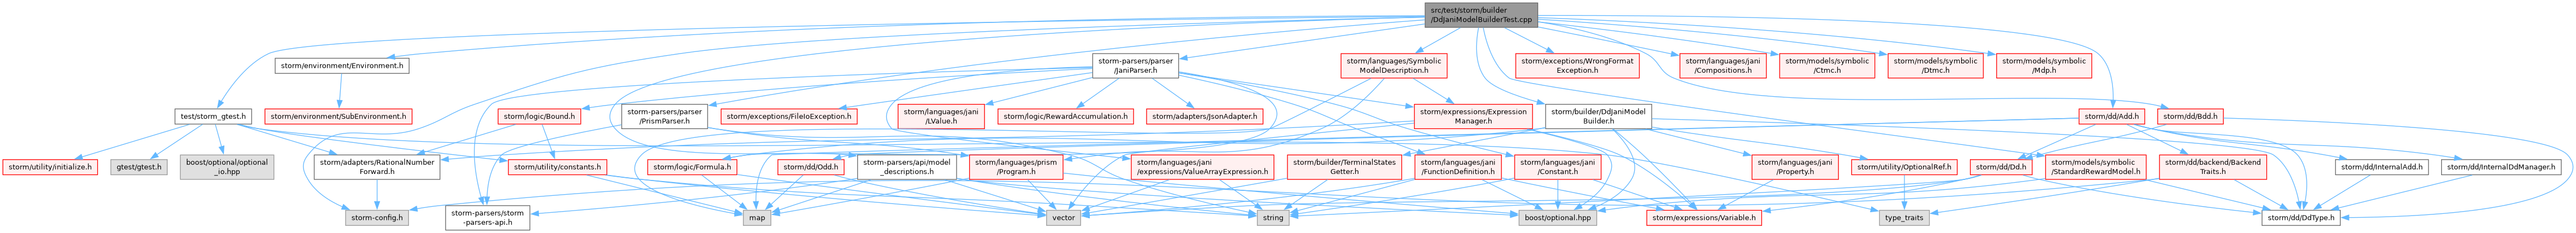 src/test/storm/builder
/DdJaniModelBuilderTest.cpp
storm/environment/Environment.h
storm-parsers/parser
/JaniParser.h
storm/languages/Symbolic
ModelDescription.h
storm/exceptions/WrongFormat
Exception.h
storm/languages/jani
/Compositions.h
storm/models/symbolic
/Ctmc.h
storm/models/symbolic
/Dtmc.h
storm/models/symbolic
/Mdp.h
test/storm_gtest.h
storm/environment/SubEnvironment.h
storm/logic/Bound.h
storm-parsers/parser
/PrismParser.h
storm/exceptions/FileIoException.h
storm/languages/jani
/LValue.h
storm/logic/RewardAccumulation.h
storm/adapters/JsonAdapter.h
storm/expressions/Expression
Manager.h
storm/builder/DdJaniModel
Builder.h
storm/dd/Add.h
storm/dd/Bdd.h
storm/utility/initialize.h
gtest/gtest.h
boost/optional/optional
_io.hpp
storm/adapters/RationalNumber
Forward.h
storm/utility/constants.h
storm/logic/Formula.h
storm/dd/Odd.h
storm-parsers/api/model
_descriptions.h
storm/languages/prism
/Program.h
storm/languages/jani
/expressions/ValueArrayExpression.h
storm/builder/TerminalStates
Getter.h
storm/languages/jani
/FunctionDefinition.h
storm/languages/jani
/Constant.h
storm/languages/jani
/Property.h
storm/utility/OptionalRef.h
storm/dd/Dd.h
storm/models/symbolic
/StandardRewardModel.h
storm/dd/backend/Backend
Traits.h
storm/dd/InternalAdd.h
storm/dd/InternalDdManager.h
storm-config.h
storm-parsers/storm
-parsers-api.h
map
vector
string
boost/optional.hpp
storm/expressions/Variable.h
type_traits
storm/dd/DdType.h